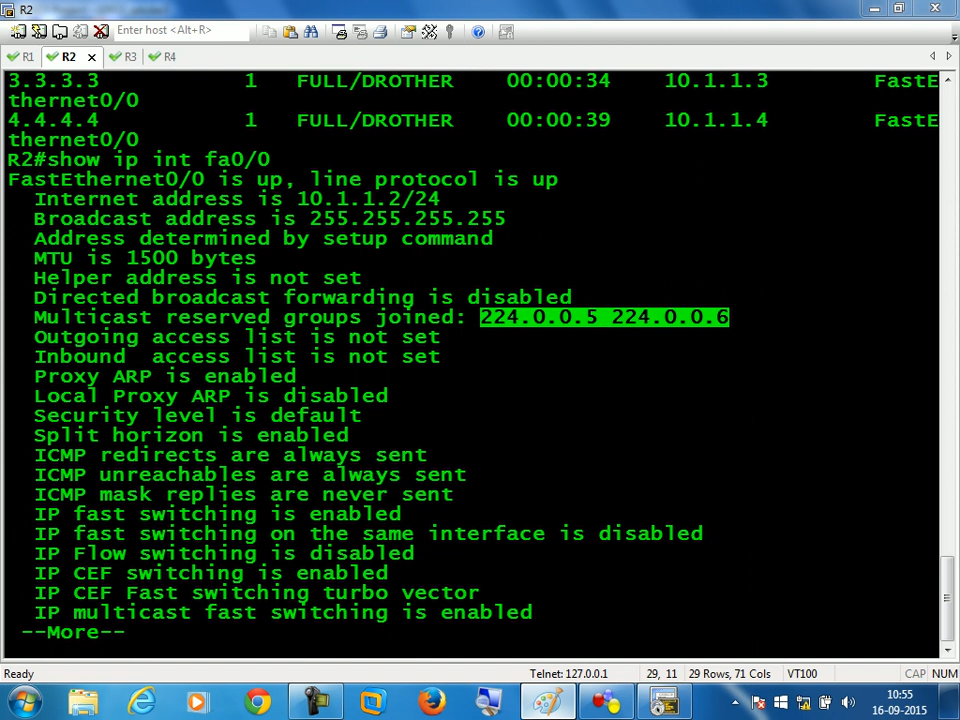 R2
Enter host <Alt+R>
R1
R2
R3
R4
3.3.3.3 1 FULL/DROTHER 00:00:34 10.1.1.3 FastE
thernet0/0
4.4.4.4 1 FULL/DROTHER 00:00:39 10.1.1.4 FastE
thernet0/0
R2#show ip int fa0/0
FastEthernet0/0 is up, line protocol is up
Internet address is 10.1.1.2/24
Broadcast address is 255.255.255.255
Address determined by setup command
MTU is 1500 bytes
Helper address is not set
Directed broadcast forwarding is disabled
Multicast reserved groups joined: 224.0.0.5 224.0.0.6
Outgoing access list is not set
Inbound  access list is not set
Proxy ARP is enabled
Local Proxy ARP is disabled
Security level is default
Split horizon is enabled
ICMP redirects are always sent
ICMP unreachables are always sent
ICMP mask replies are never sent
IP fast switching is enabled
IP fast switching on the same interface is disabled
IP Flow switching is disabled
IP CEF switching is enabled
IP CEF Fast switching turbo vector
IP multicast fast switching is enabled
--More--
Ready Telnet: 127.0.0.1 29, 11 29 Rows, 71 Cols VT100 CAP NUM
10:55
16-09-2015